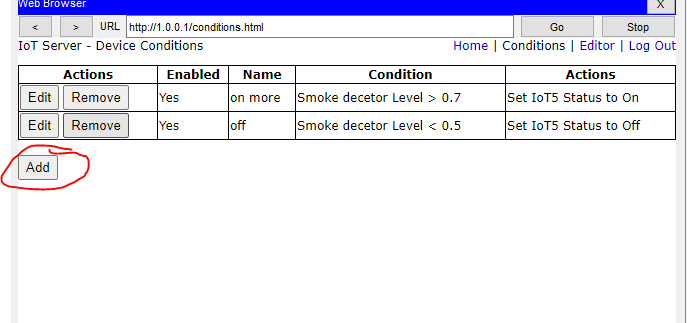 Web Browser X
< > URL http://1.0.0.1/conditions.html Go Stop
IoT Server - Device Conditions Home | Conditions | Editor | Log Out
Actions Enabled Name Condition Actions
Edit Remove Yes on more Smoke decetor Level > 0.7 Set IoT5 Status to On
Edit Remove Yes off Smoke decetor Level < 0.5 Set IoT5 Status to Off
Add